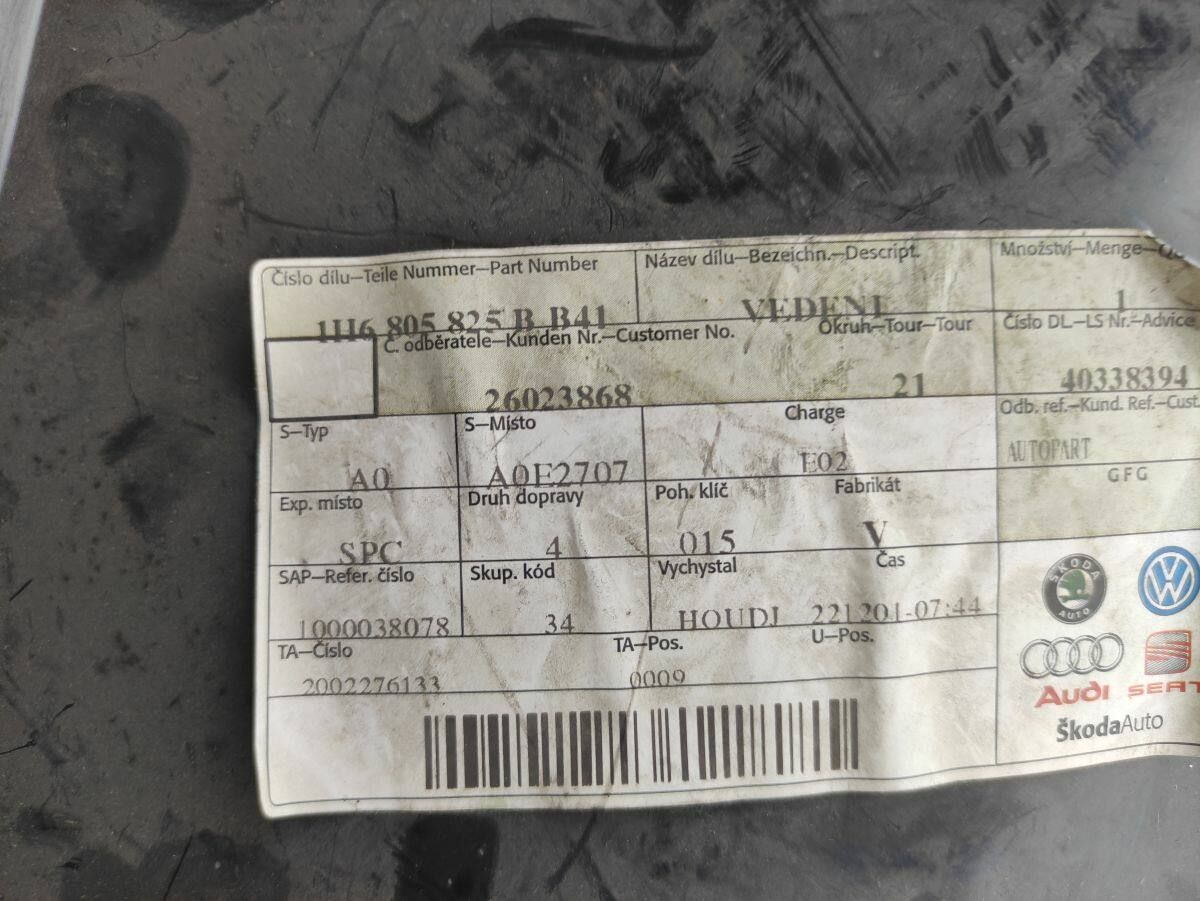 Číslo dílu–Teile Nummer–Part Number
1H6 805 825 B B41
Název dílu–Bezeichn.–Descript.
VEDENI
Množství–Menge–
1
Č. odběratele–Kunden Nr.–Customer No.
26023868
Okruh–Tour–Tour
21
Číslo DL–LS Nr.–Advice
40338394
S–Typ
A0
S–Místo
A0F2707
Charge
/ E02
Odb. ref.–Kund. Ref.–Cust.
AUTOPART
GFG
Exp. místo
SPC
Druh dopravy
4
Poh. klíč
015
Fabrikát
V
SAP–Refer. číslo
1000038078
Skup. kód
34
Vychystal
HOUDJ
Čas
221201-07:44
TA–Číslo
2002276133
TA–Pos.
0009
U–Pos.
ŠKODA
AUTO
VW
Audi
SEAT
ŠkodaAuto